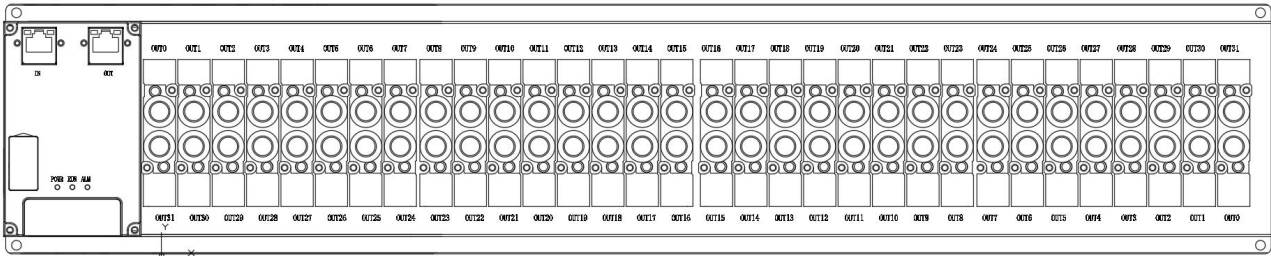 OUT0 OUT1 OUT2 OUT3 OUT4 OUT5 OUT6 OUT7 OUT8 OUT9 OUT10 OUT11 OUT12 OUT13 OUT14 OUT15 OUT16 OUT17 OUT18 OUT19 OUT20 OUT21 OUT22 OUT23 OUT24 OUT25 OUT26 OUT27 OUT28 OUT29 OUT30 OUT31
IN OUT
POWR RUN ALM
OUT31 OUT30 OUT29 OUT28 OUT27 OUT26 OUT25 OUT24 OUT23 OUT22 OUT21 OUT20 OUT19 OUT18 OUT17 OUT16 OUT15 OUT14 OUT13 OUT12 OUT11 OUT10 OUT9 OUT8 OUT7 OUT6 OUT5 OUT4 OUT3 OUT2 OUT1 OUT0
Y
X